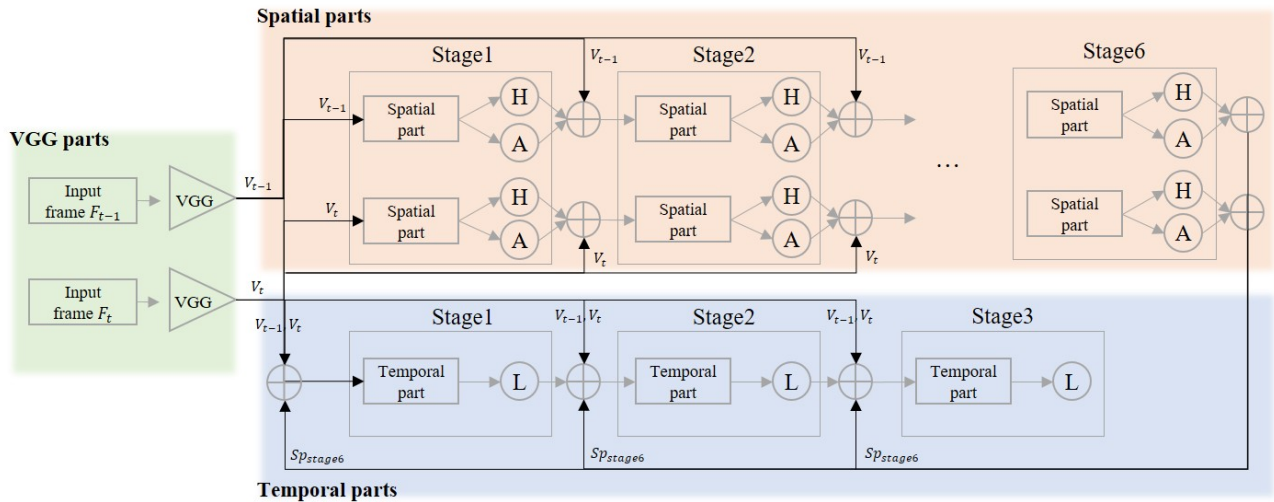 Spatial parts
Stage1
Stage2
Stage6
V_{t−1}
V_{t−1}
V_{t−1}
Spatial
part
H
A
Spatial
part
H
A
Spatial
part
H
A
VGG parts
Input
frame F_{t−1}
VGG
V_{t−1}
V_t
Spatial
part
H
A
Spatial
part
H
A
…
Spatial
part
H
A
V_t
V_t
Input
frame F_t
VGG
V_t
V_{t−1}, V_t
Stage1
V_{t−1}, V_t
Stage2
V_{t−1}, V_t
Stage3
Temporal
part
L
Temporal
part
L
Temporal
part
L
Sp_{stage6}
Sp_{stage6}
Sp_{stage6}
Temporal parts